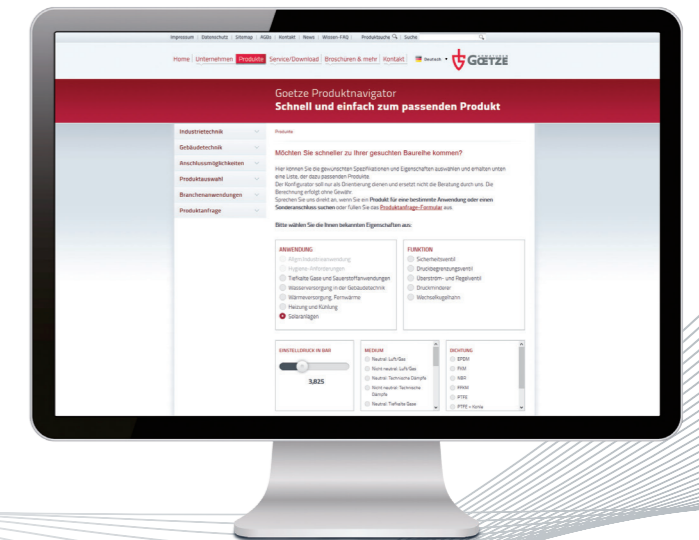 Impressum | Datenschutz | Sitemap | AGBs | Kontakt | News | Wissen-FAQ | Produktsuche | Suche
Home | Unternehmen | Produkte | Service/Download | Broschüren & mehr | Kontakt | Deutsch
GŒTZE
Goetze Produktnavigator
Schnell und einfach zum passenden Produkt
Industrietechnik
Gebäudetechnik
Anschlussmöglichkeiten
Produktauswahl
Branchenanwendungen
Produktanfrage
Produkte
Möchten Sie schneller zu Ihrer gesuchten Baureihe kommen?
Hier können Sie die gewünschten Spezifikationen und Eigenschaften auswählen und erhalten unten
eine Liste, der dazu passenden Produkte.
Der Konfigurator soll nur als Orientierung dienen und ersetzt nicht die Beratung durch uns. Die
Berechnung erfolgt ohne Gewähr.
Sprechen Sie uns direkt an, wenn Sie ein Produkt für eine bestimmte Anwendung oder einen
Sonderanschluss suchen oder füllen Sie das Produktanfrage-Formular aus.
Bitte wählen Sie die Ihnen bekannten Eigenschaften aus:
ANWENDUNG
Allgm.Industrieanwendung
Hygiene-Anforderungen
Tiefkalte Gase und Sauerstoffanwendungen
Wasserversorgung in der Gebäudetechnik
Wärmeversorgung, Fernwärme
Heizung und Kühlung
Solaranlagen
FUNKTION
Sicherheitsventil
Druckbegrenzungsventil
Überström- und Regelventil
Druckminderer
Wechselkugelhahn
EINSTELLDRUCK IN BAR
3,825
MEDIUM
Neutral: Luft/Gas
Nicht neutral: Luft/Gas
Neutral: Technische Dämpfe
Nicht neutral: Technische
Dämpfe
Neutral: Tiefkalte Gase
DICHTUNG
EPDM
FKM
NBR
FFKM
PTFE
PTFE + Kohle